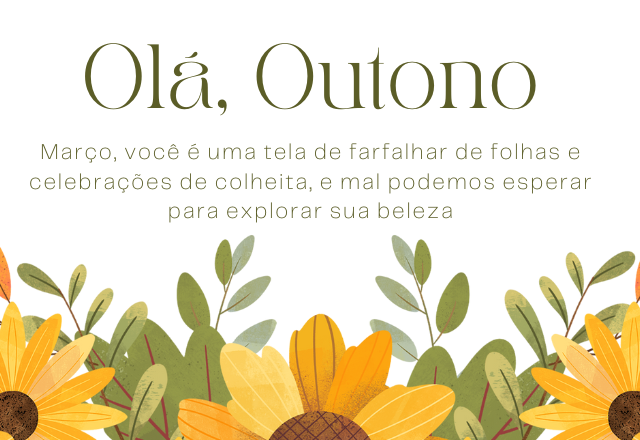 Olá, Outono
Março, você é uma tela de farfalhar de folhas e
celebrações de colheita, e mal podemos esperar
para explorar sua beleza